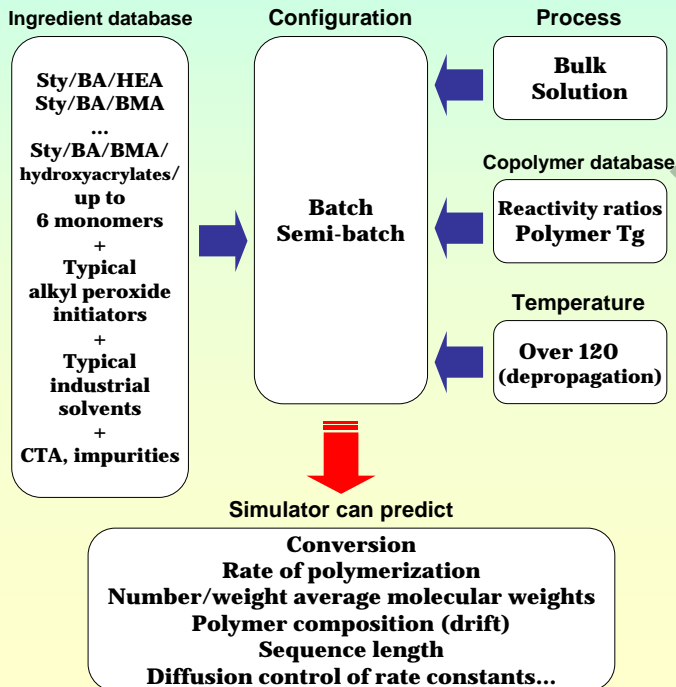 Ingredient database
Sty/BA/HEA
Sty/BA/BMA
...
Sty/BA/BMA/
hydroxyacrylates/
up to
6 monomers
+
Typical
alkyl peroxide
initiators
+
Typical
industrial
solvents
+
CTA, impurities
Configuration
Batch
Semi-batch
Process
Bulk
Solution
Copolymer database
Reactivity ratios
Polymer Tg
Temperature
Over 120
(depropagation)
Simulator can predict
Conversion
Rate of polymerization
Number/weight average molecular weights
Polymer composition (drift)
Sequence length
Diffusion control of rate constants...